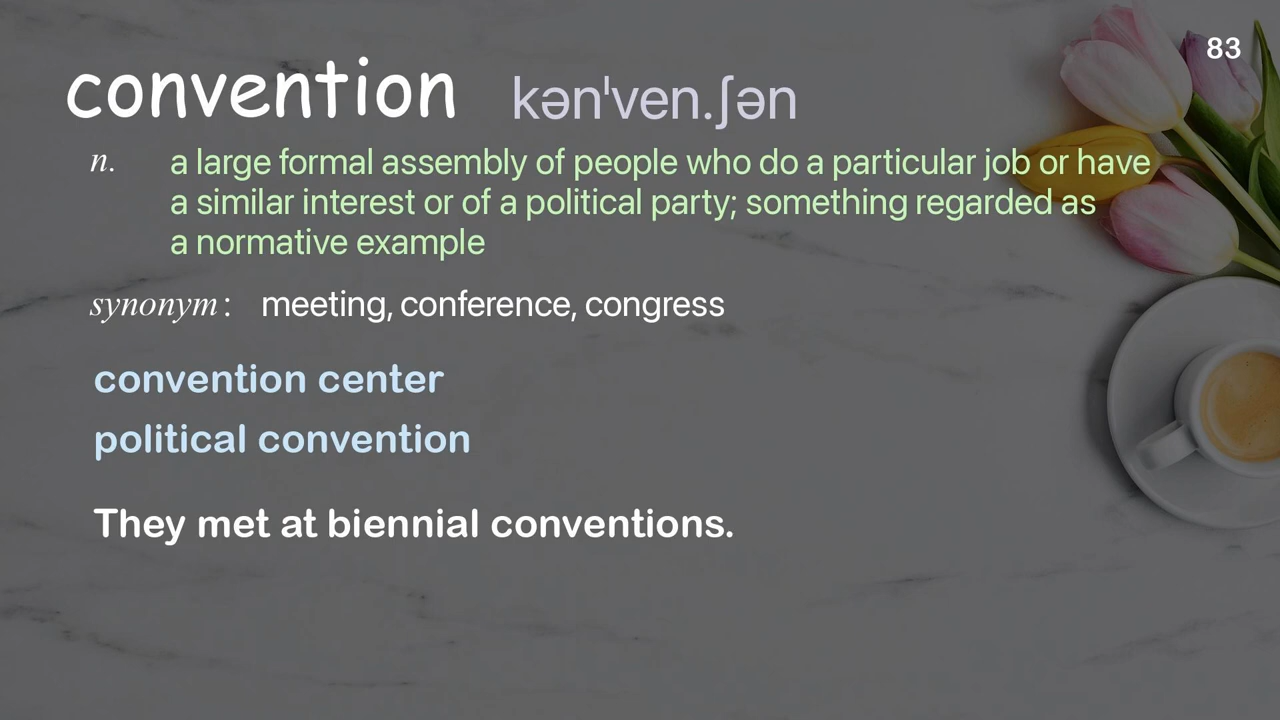 83
convention kən'ven.ʃən
n. a large formal assembly of people who do a particular job or have
a similar interest or of a political party; something regarded as
a normative example
synonym: meeting, conference, congress
convention center
political convention
They met at biennial conventions.